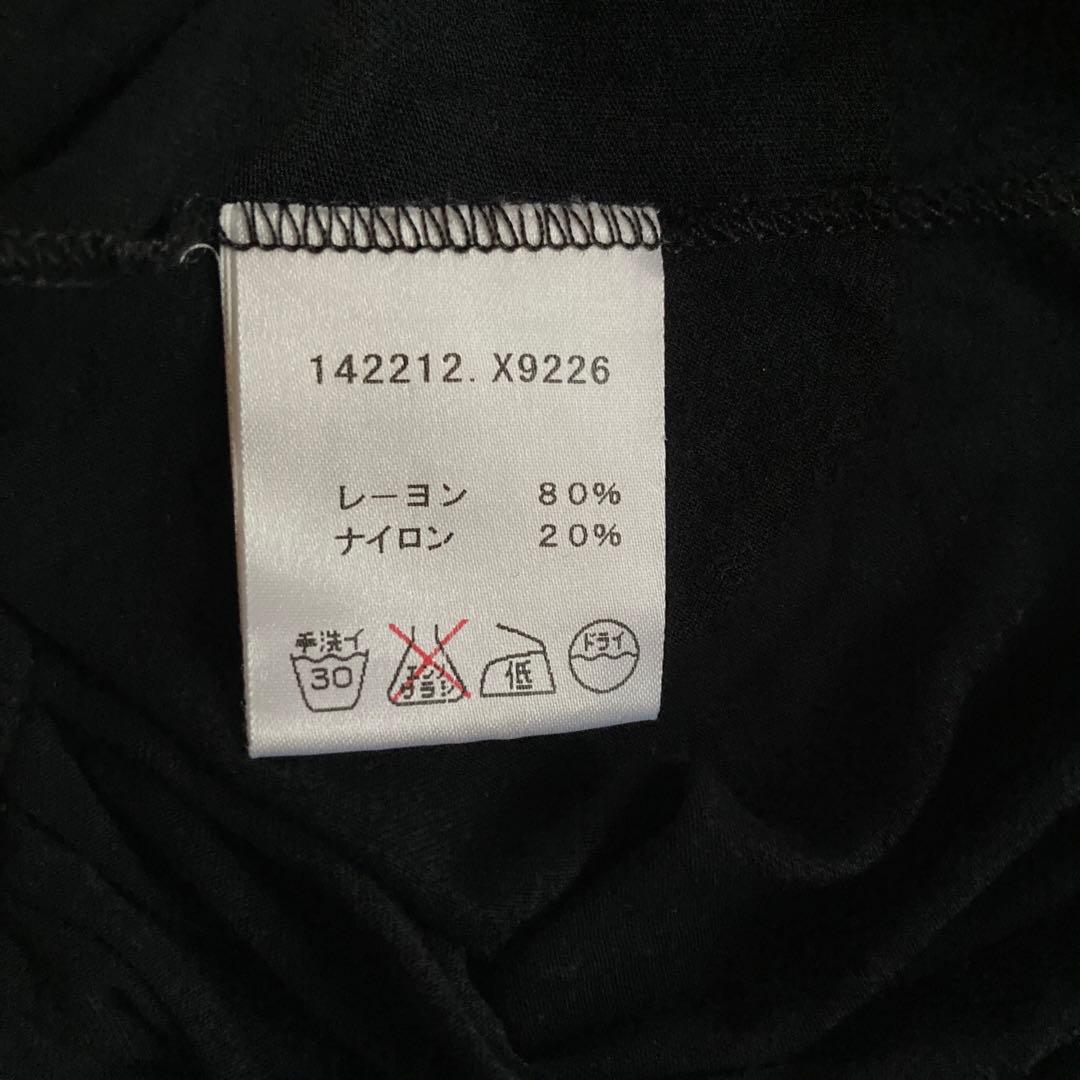 142212. X9226
レーヨン 80%
ナイロン 20%
手洗イ
30
エンソ
サラシ
低
ドライ